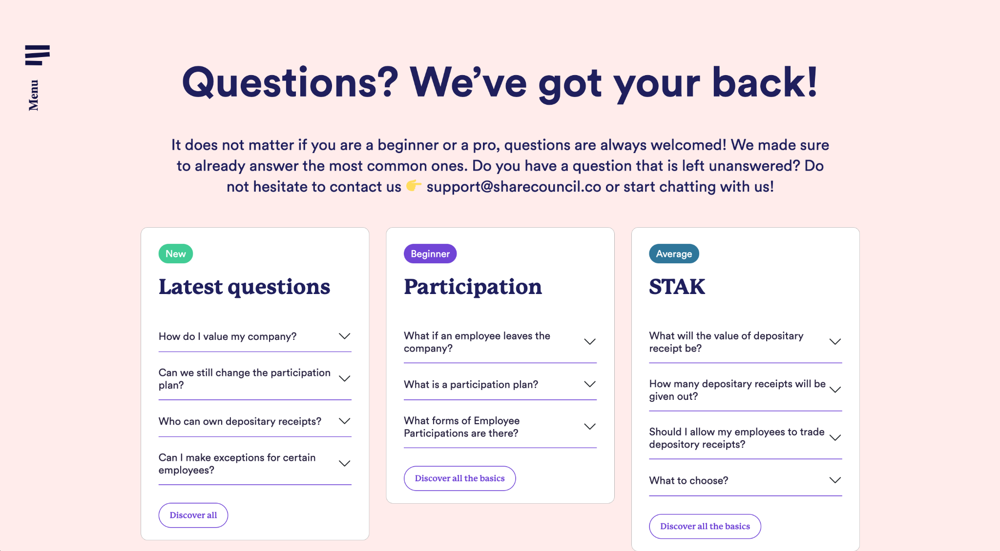 Menu
Questions? We’ve got your back!
It does not matter if you are a beginner or a pro, questions are always welcomed! We made sure
to already answer the most common ones. Do you have a question that is left unanswered? Do
not hesitate to contact us 👉 support@sharecouncil.co or start chatting with us!
New
Latest questions
How do I value my company?
Can we still change the participation
plan?
Who can own depositary receipts?
Can I make exceptions for certain
employees?
Discover all
Beginner
Participation
What if an employee leaves the
company?
What is a participation plan?
What forms of Employee
Participations are there?
Discover all the basics
Average
STAK
What will the value of depositary
receipt be?
How many depositary receipts will be
given out?
Should I allow my employees to trade
depository receipts?
What to choose?
Discover all the basics